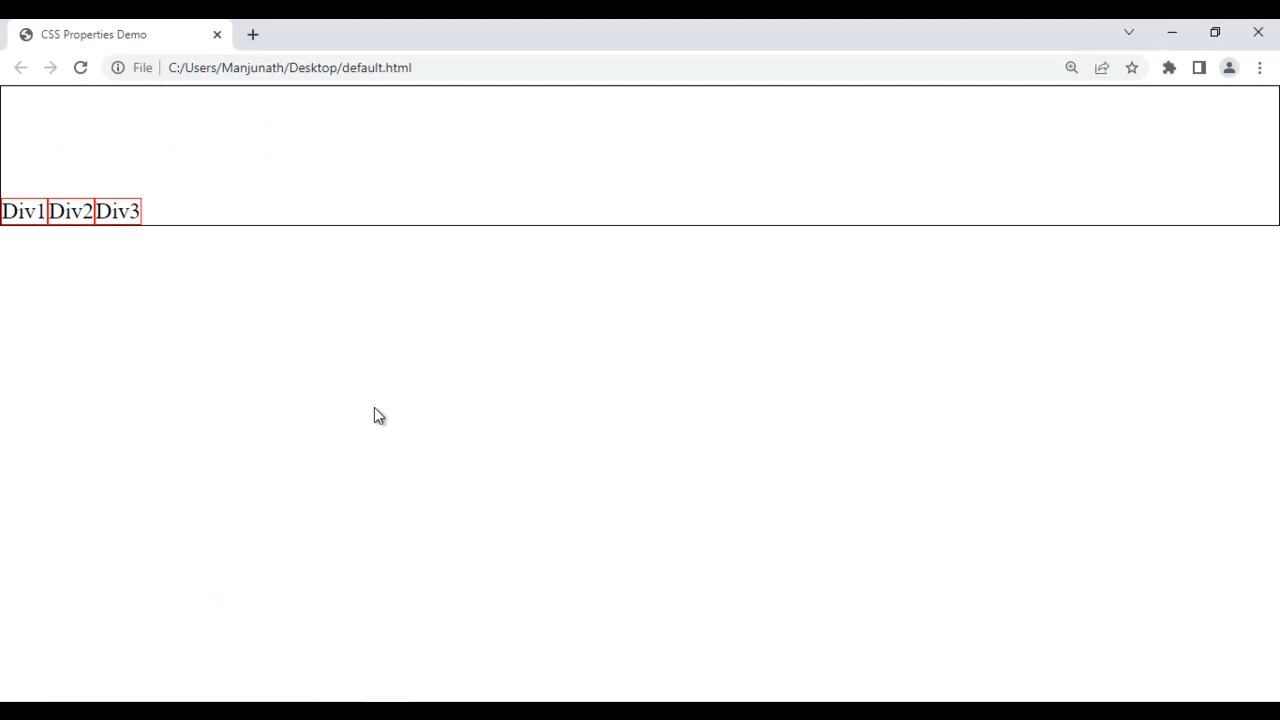 CSS Properties Demo
File C:/Users/Manjunath/Desktop/default.html
Div1 Div2 Div3